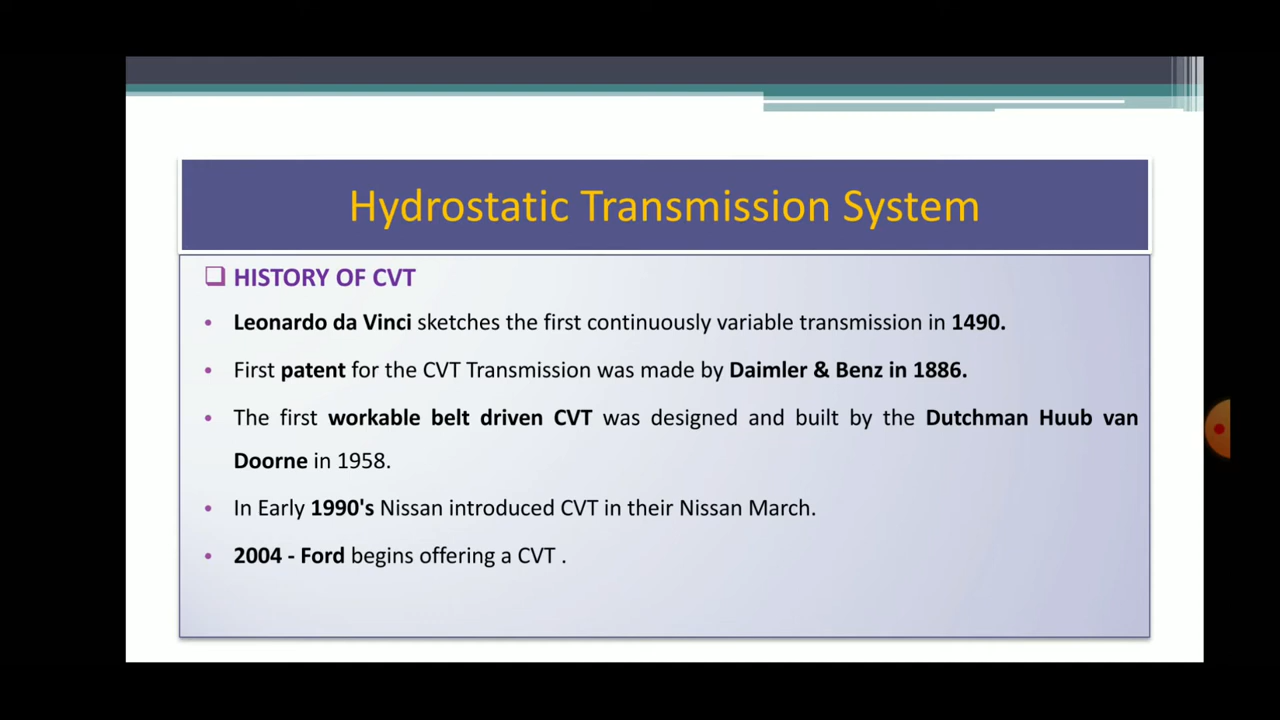 Hydrostatic Transmission System
❑ HISTORY OF CVT
• Leonardo da Vinci sketches the first continuously variable transmission in 1490.
• First patent for the CVT Transmission was made by Daimler & Benz in 1886.
• The first workable belt driven CVT was designed and built by the Dutchman Huub van
Doorne in 1958.
• In Early 1990's Nissan introduced CVT in their Nissan March.
• 2004 - Ford begins offering a CVT .